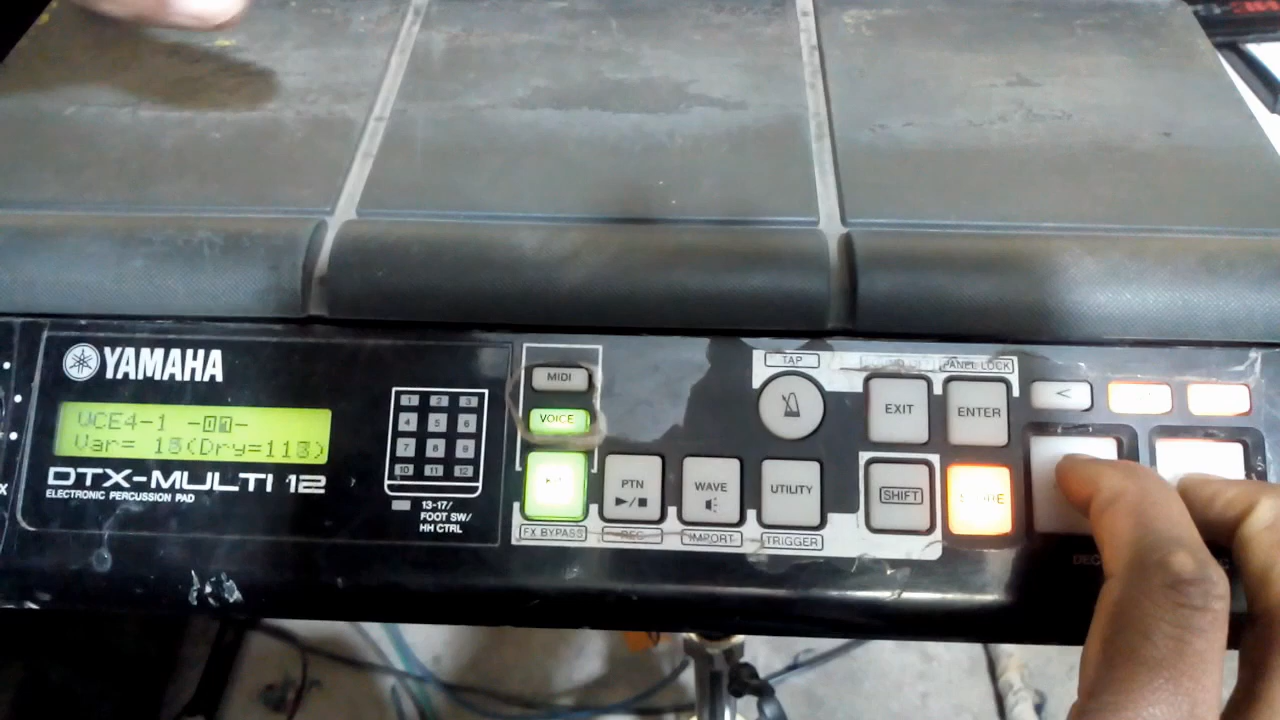 YAMAHA
VCE4-1 -01-
DTX-MULTI 12
ELECTRONIC PERCUSSION PAD
1 2 3
4 5 6
7 8 9
10 11 12
13-17/
FOOT SW/
HH CTRL
MIDI
VOICE
FX BYPASS
PTN
REC
WAVE
IMPORT
UTILITY
TRIGGER
TAP
EXIT
PANEL LOCK
ENTER
SHIFT
<